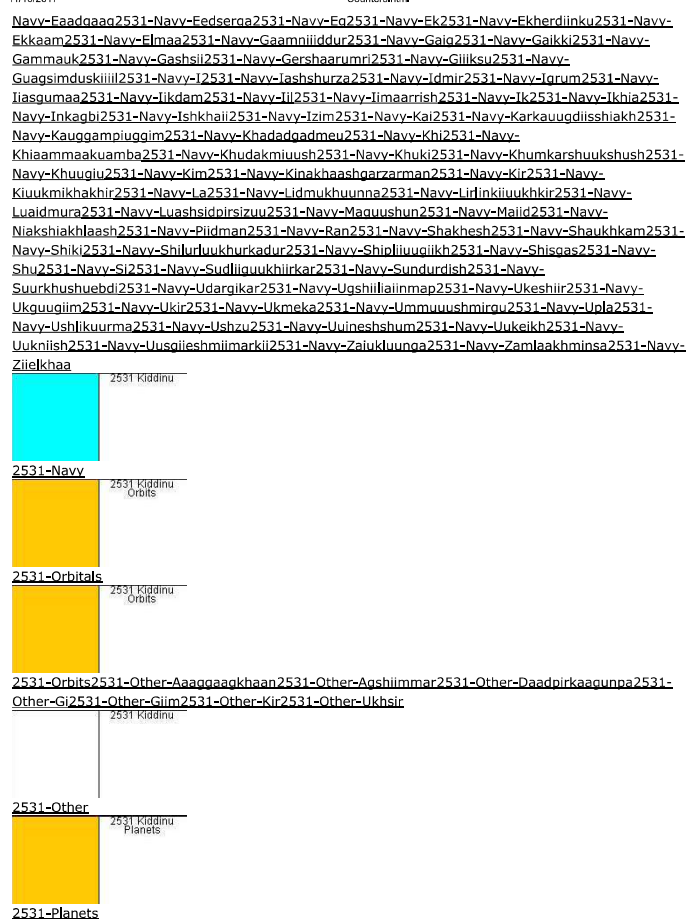 Navy-Eaadgaag2531-Navy-Eedserga2531-Navy-Eg2531-Navy-Ek2531-Navy-Ekherdiinku2531-Navy-
Ekkaam2531-Navy-Elmaa2531-Navy-Gaamniiiddur2531-Navy-Gaig2531-Navy-Gaikki2531-Navy-
Gammauk2531-Navy-Gashsii2531-Navy-Gershaarumri2531-Navy-Giiiksu2531-Navy-
Guagsimduskiiiil2531-Navy-I2531-Navy-Iashshurza2531-Navy-Idmir2531-Navy-Igrum2531-Navy-
Iiasgumaa2531-Navy-Iikdam2531-Navy-Iil2531-Navy-Iimaarrish2531-Navy-Ik2531-Navy-Ikhia2531-
Navy-Inkagbi2531-Navy-Ishkhaii2531-Navy-Izim2531-Navy-Kai2531-Navy-Karkauugdiisshiakh2531-
Navy-Kauggampiuggim2531-Navy-Khadadgadmeu2531-Navy-Khi2531-Navy-
Khiaammaakuamba2531-Navy-Khudakmiuush2531-Navy-Khuki2531-Navy-Khumkarshuukshush2531-
Navy-Khuugiu2531-Navy-Kim2531-Navy-Kinakhaashgarzarman2531-Navy-Kir2531-Navy-
Kiuukmikhakhir2531-Navy-La2531-Navy-Lidmukhuunna2531-Navy-Lirlinkiiuukhkir2531-Navy-
Luaidmura2531-Navy-Luashsidpirsizuu2531-Navy-Maguushun2531-Navy-Maiid2531-Navy-
Niakshiakhlaash2531-Navy-Piidman2531-Navy-Ran2531-Navy-Shakhesh2531-Navy-Shaukhkam2531-
Navy-Shiki2531-Navy-Shilurluukhurkadur2531-Navy-Shipliiuugiikh2531-Navy-Shisgas2531-Navy-
Shu2531-Navy-Si2531-Navy-Sudliiguukhiirkar2531-Navy-Sundurdish2531-Navy-
Suurkhushuebdi2531-Navy-Udargikar2531-Navy-Ugshiiliaiinmap2531-Navy-Ukeshiir2531-Navy-
Ukguugiim2531-Navy-Ukir2531-Navy-Ukmeka2531-Navy-Ummuuushmirgu2531-Navy-Upla2531-
Navy-Ushlikuurma2531-Navy-Ushzu2531-Navy-Uuineshshum2531-Navy-Uukeikh2531-Navy-
Uukniish2531-Navy-Uusgiieshmiimarkii2531-Navy-Zaiukluunga2531-Navy-Zamlaakhminsa2531-Navy-
Ziielkhaa
2531 Kiddinu
2531-Navy
2531 Kiddinu
Orbits
2531-Orbitals
2531 Kiddinu
Orbits
2531-Orbits2531-Other-Aaaggaagkhaan2531-Other-Agshiimmar2531-Other-Daadpirkaagunpa2531-
Other-Gi2531-Other-Giim2531-Other-Kir2531-Other-Ukhsir
2531 Kiddinu
2531-Other
2531 Kiddinu
Planets
2531-Planets